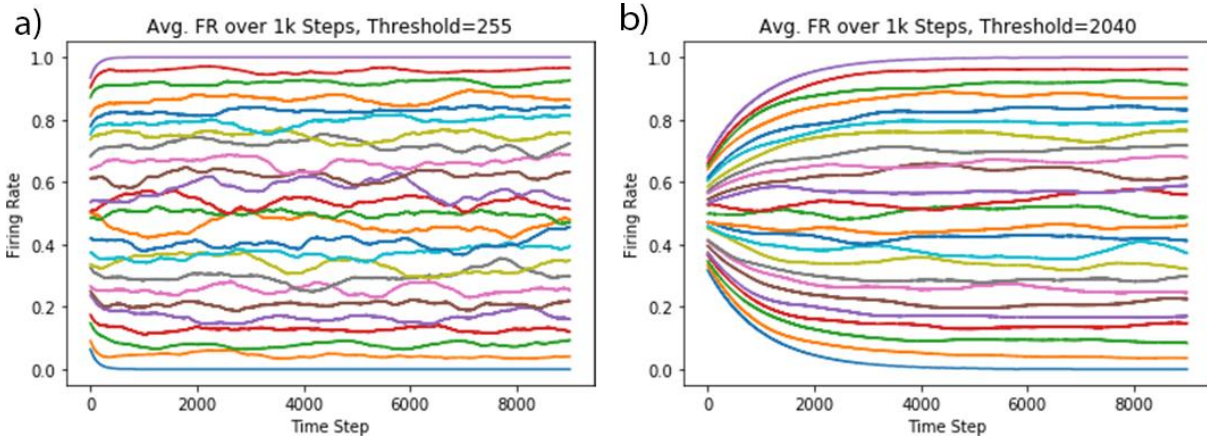 a)
Avg. FR over 1k Steps, Threshold=255
Firing Rate
1.0
0.8
0.6
0.4
0.2
0.0
0 2000 4000 6000 8000
Time Step
b)
Avg. FR over 1k Steps, Threshold=2040
Firing Rate
1.0
0.8
0.6
0.4
0.2
0.0
0 2000 4000 6000 8000
Time Step